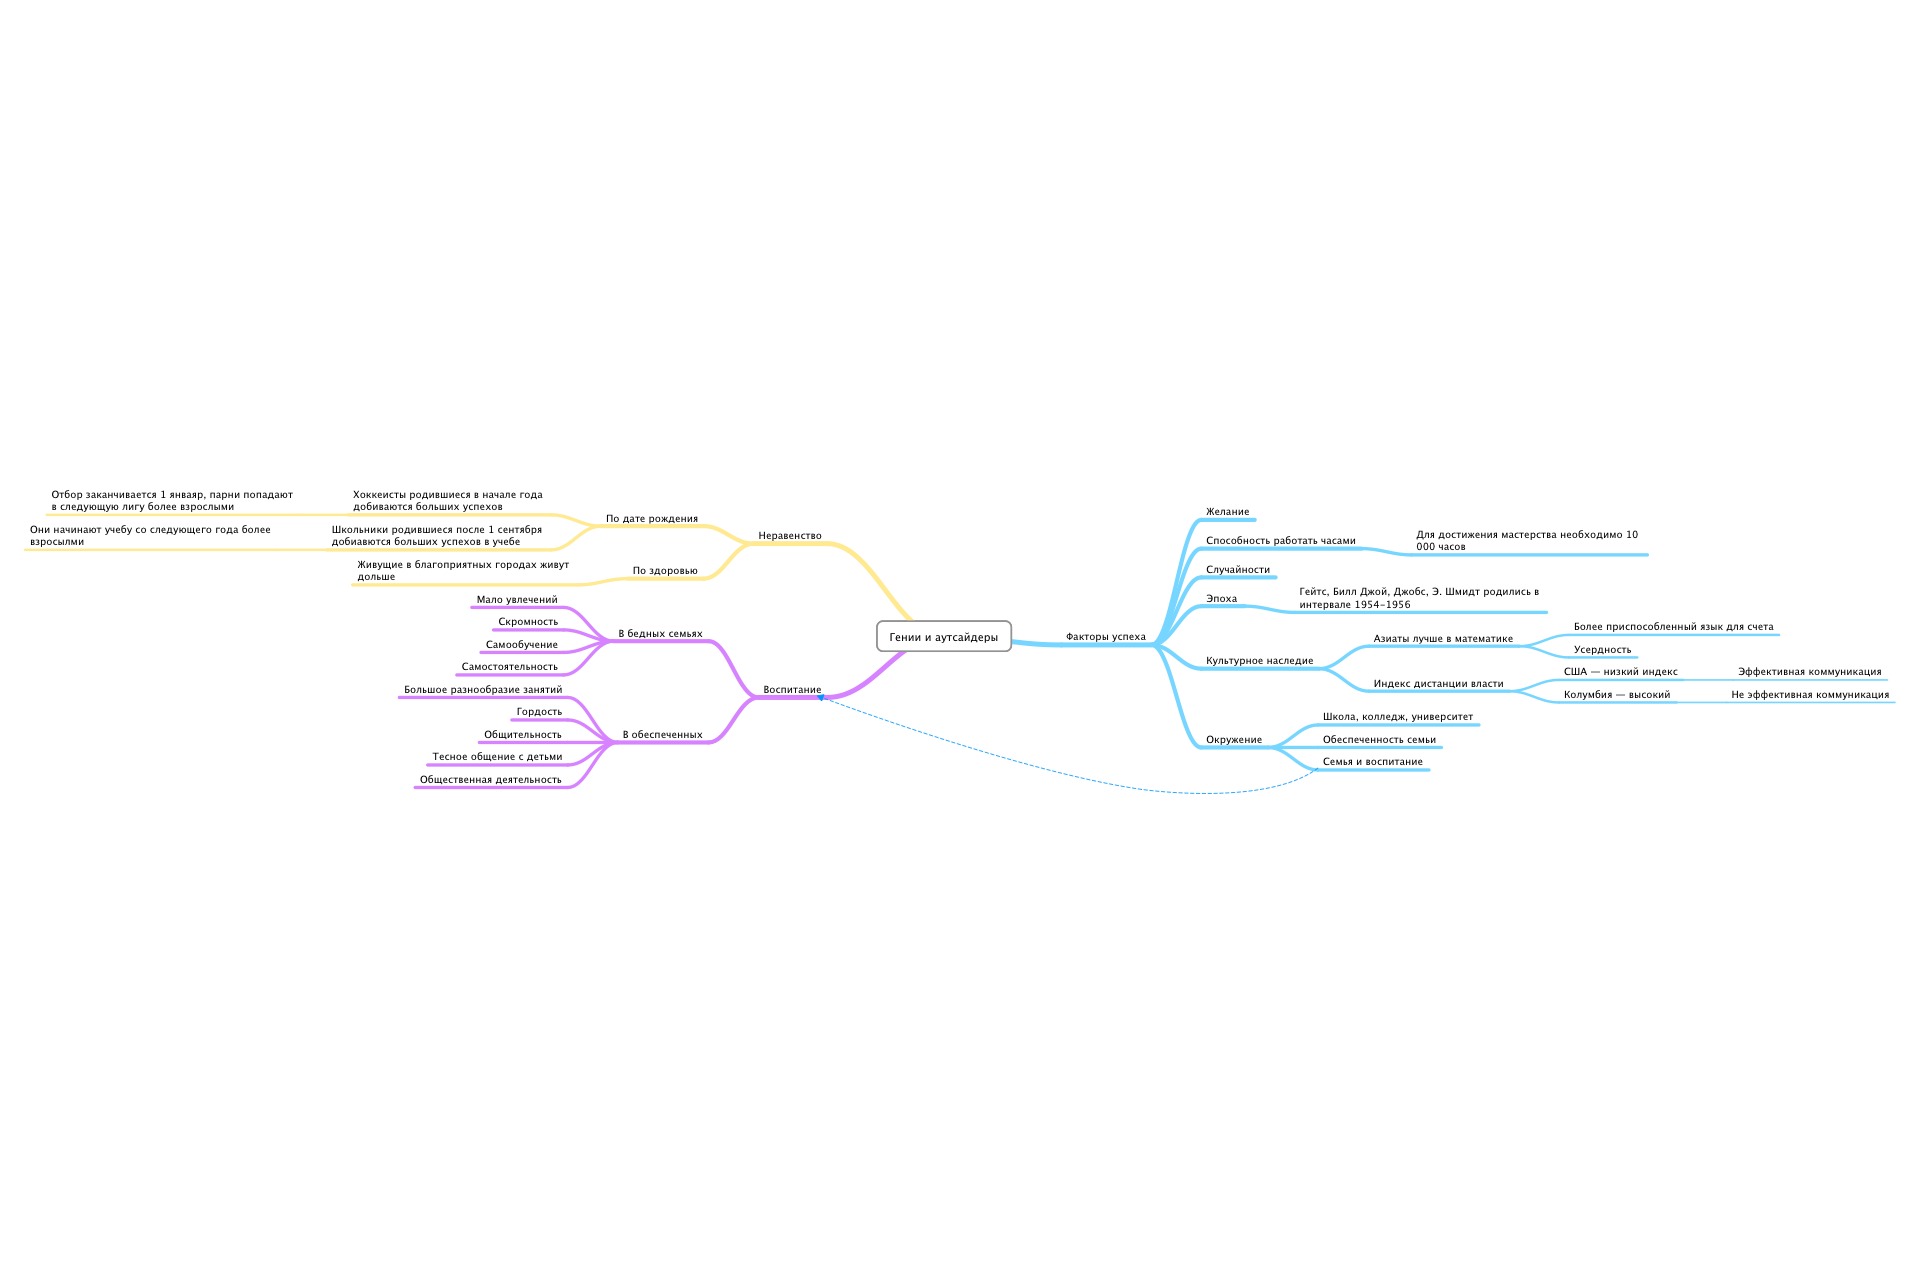 Гении и аутсайдеры
Неравенство
По дате рождения
Хоккеисты родившиеся в начале года
добиваются больших успехов
Отбор заканчивается 1 январяр, парни попадают
в следующую лигу более взрослыми
Школьники родившиеся после 1 сентября
добиавются больших успехов в учебе
Они начинают учебу со следующего года более
взросылми
По здоровью
Живущие в благоприятных городах живут
дольше
Воспитание
В бедных семьях
Мало увлечений
Скромность
Самообучение
Самостоятельность
В обеспеченных
Большое разнообразие занятий
Гордость
Общительность
Тесное общение с детьми
Общественная деятельность
Факторы успеха
Желание
Способность работать часами
Для достижения мастерства необходимо 10
000 часов
Случайности
Эпоха
Гейтс, Билл Джой, Джобс, Э. Шмидт родились в
интервале 1954–1956
Культурное наследие
Азиаты лучше в математике
Более приспособленный язык для счета
Усердность
Индекс дистанции власти
США — низкий индекс
Эффективная коммуникация
Колумбия — высокий
Не эффективная коммуникация
Окружение
Школа, колледж, университет
Обеспеченность семьи
Семья и воспитание